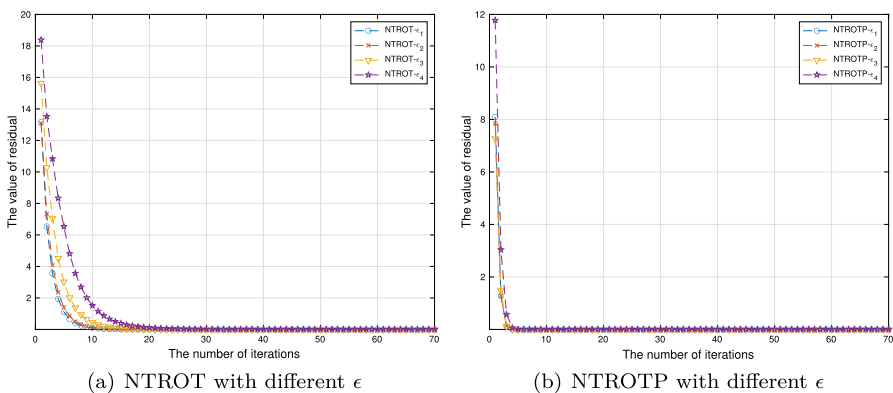 20
18
16
14
12
10
8
6
4
2
The value of residual
NTROT-ε1
NTROT-ε2
NTROT-ε3
NTROT-ε4
0 10 20 30 40 50 60 70
The number of iterations
(a) NTROT with different ϵ
12
10
8
6
4
2
The value of residual
NTROTP-ε1
NTROTP-ε2
NTROTP-ε3
NTROTP-ε4
0 10 20 30 40 50 60 70
The number of iterations
(b) NTROTP with different ϵ